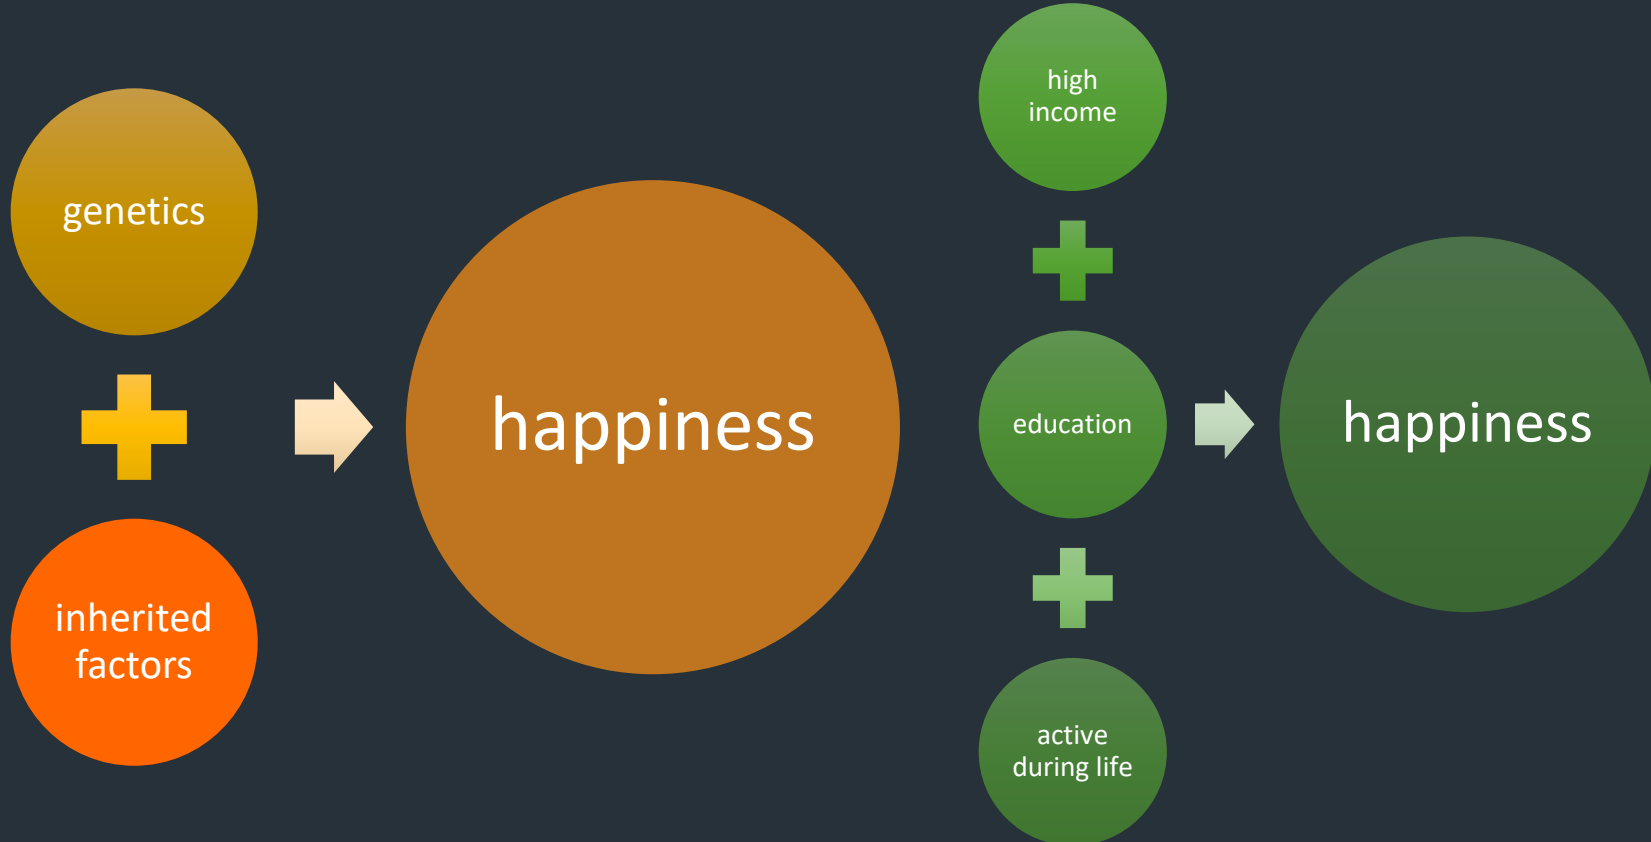 genetics
inherited
factors
happiness
high
income
education
active
during life
happiness